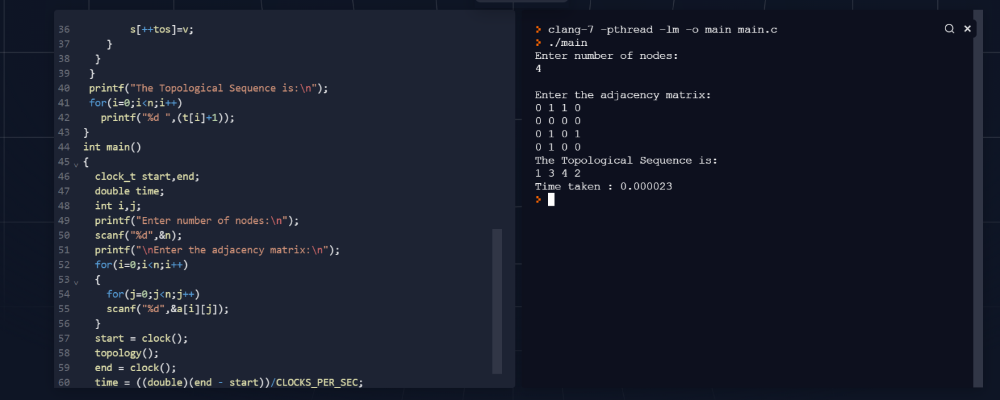 36 s[++tos]=v;
37 }
38 }
39 }
40 printf("The Topological Sequence is:\n");
41 for(i=0;i<n;i++)
42 printf("%d ",(t[i]+1));
43 }
44 int main()
45 {
46 clock_t start,end;
47 double time;
48 int i,j;
49 printf("Enter number of nodes:\n");
50 scanf("%d",&n);
51 printf("\nEnter the adjacency matrix:\n");
52 for(i=0;i<n;i++)
53 {
54 for(j=0;j<n;j++)
55 scanf("%d",&a[i][j]);
56 }
57 start = clock();
58 topology();
59 end = clock();
60 time = ((double)(end - start))/CLOCKS_PER_SEC;
> clang-7 -pthread -lm -o main main.c
> ./main
Enter number of nodes:
4
Enter the adjacency matrix:
0 1 1 0
0 0 0 0
0 1 0 1
0 1 0 0
The Topological Sequence is:
1 3 4 2
Time taken : 0.000023
>